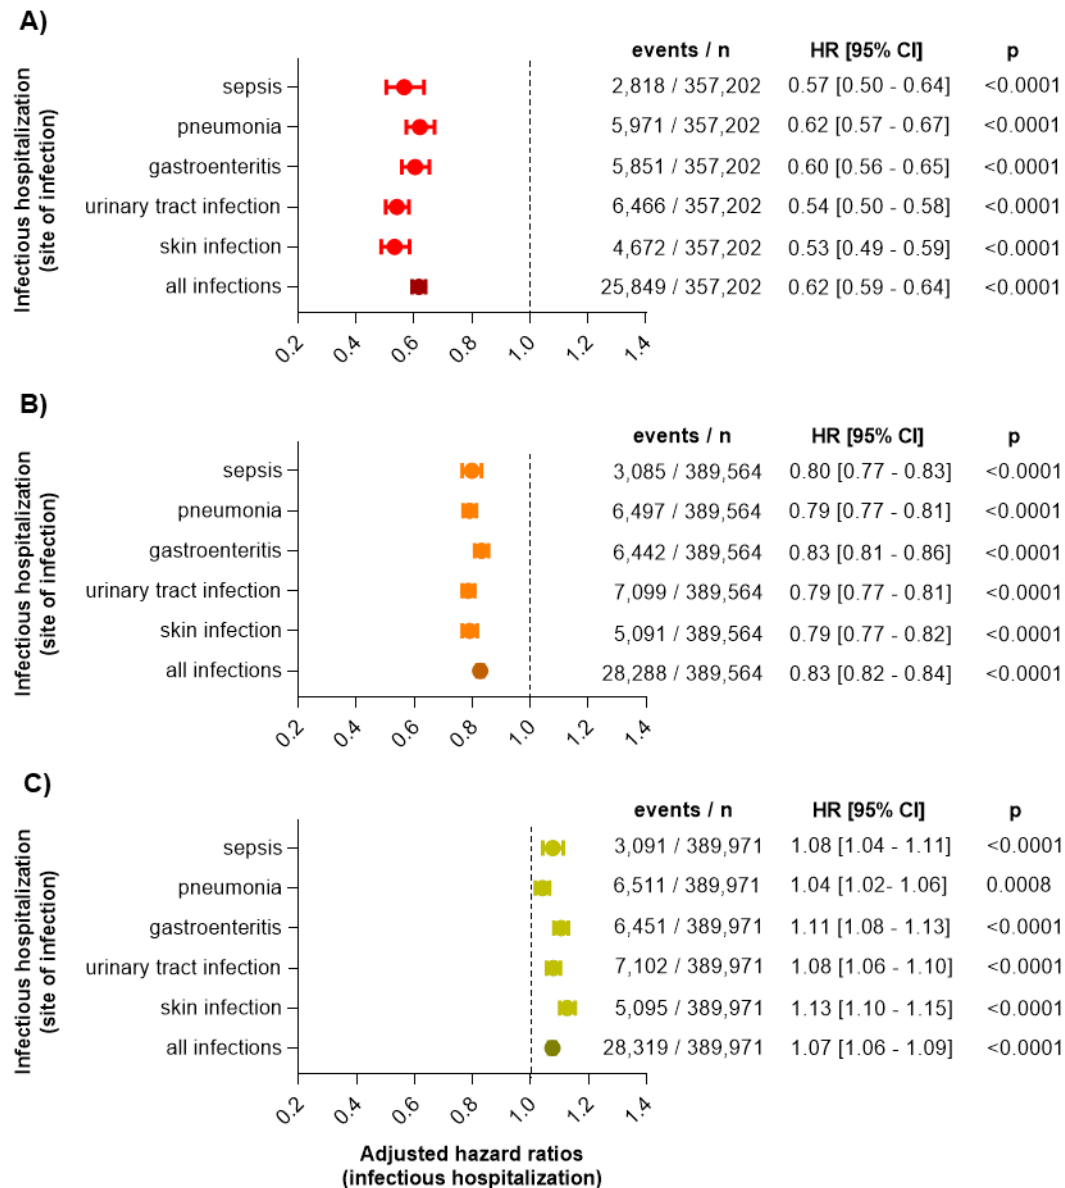 A)
events / n HR [95% CI] p
Infectious hospitalization
(site of infection)
sepsis 2,818 / 357,202 0.57 [0.50 - 0.64] <0.0001
pneumonia 5,971 / 357,202 0.62 [0.57 - 0.67] <0.0001
gastroenteritis 5,851 / 357,202 0.60 [0.56 - 0.65] <0.0001
urinary tract infection 6,466 / 357,202 0.54 [0.50 - 0.58] <0.0001
skin infection 4,672 / 357,202 0.53 [0.49 - 0.59] <0.0001
all infections 25,849 / 357,202 0.62 [0.59 - 0.64] <0.0001
0.2 0.4 0.6 0.8 1.0 1.2 1.4
B)
events / n HR [95% CI] p
Infectious hospitalization
(site of infection)
sepsis 3,085 / 389,564 0.80 [0.77 - 0.83] <0.0001
pneumonia 6,497 / 389,564 0.79 [0.77 - 0.81] <0.0001
gastroenteritis 6,442 / 389,564 0.83 [0.81 - 0.86] <0.0001
urinary tract infection 7,099 / 389,564 0.79 [0.77 - 0.81] <0.0001
skin infection 5,091 / 389,564 0.79 [0.77 - 0.82] <0.0001
all infections 28,288 / 389,564 0.83 [0.82 - 0.84] <0.0001
0.2 0.4 0.6 0.8 1.0 1.2 1.4
C)
events / n HR [95% CI] p
Infectious hospitalization
(site of infection)
sepsis 3,091 / 389,971 1.08 [1.04 - 1.11] <0.0001
pneumonia 6,511 / 389,971 1.04 [1.02- 1.06] 0.0008
gastroenteritis 6,451 / 389,971 1.11 [1.08 - 1.13] <0.0001
urinary tract infection 7,102 / 389,971 1.08 [1.06 - 1.10] <0.0001
skin infection 5,095 / 389,971 1.13 [1.10 - 1.15] <0.0001
all infections 28,319 / 389,971 1.07 [1.06 - 1.09] <0.0001
0.2 0.4 0.6 0.8 1.0 1.2 1.4
Adjusted hazard ratios
(infectious hospitalization)